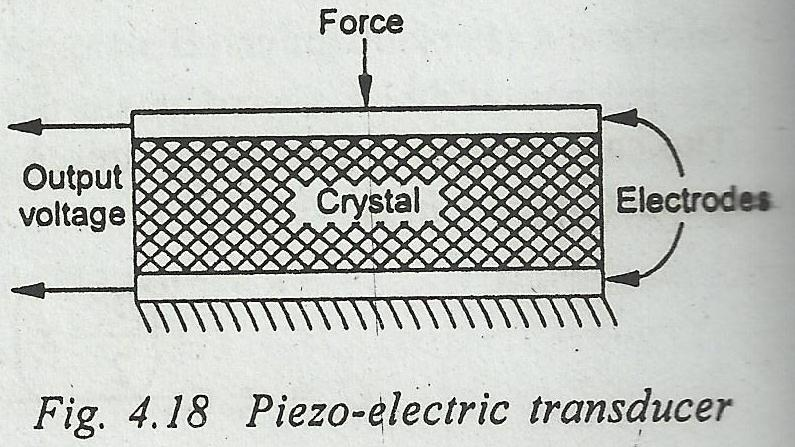 Force
Output
voltage
Crystal
Electrodes
Fig. 4.18 Piezo-electric transducer